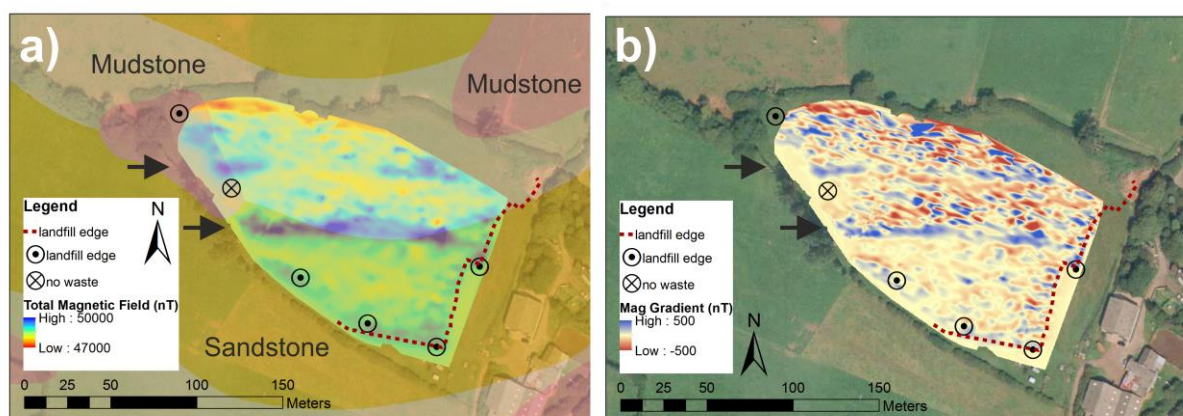 a)
Mudstone
Mudstone
N
Legend
landfill edge
landfill edge
no waste
Total Magnetic Field (nT)
High : 50000
Low : 47000
Sandstone
0 25 50 100 150
Meters
b)
Legend
landfill edge
landfill edge
no waste
Mag Gradient (nT)
High : 500
Low : -500
N
0 25 50 100 150
Meters